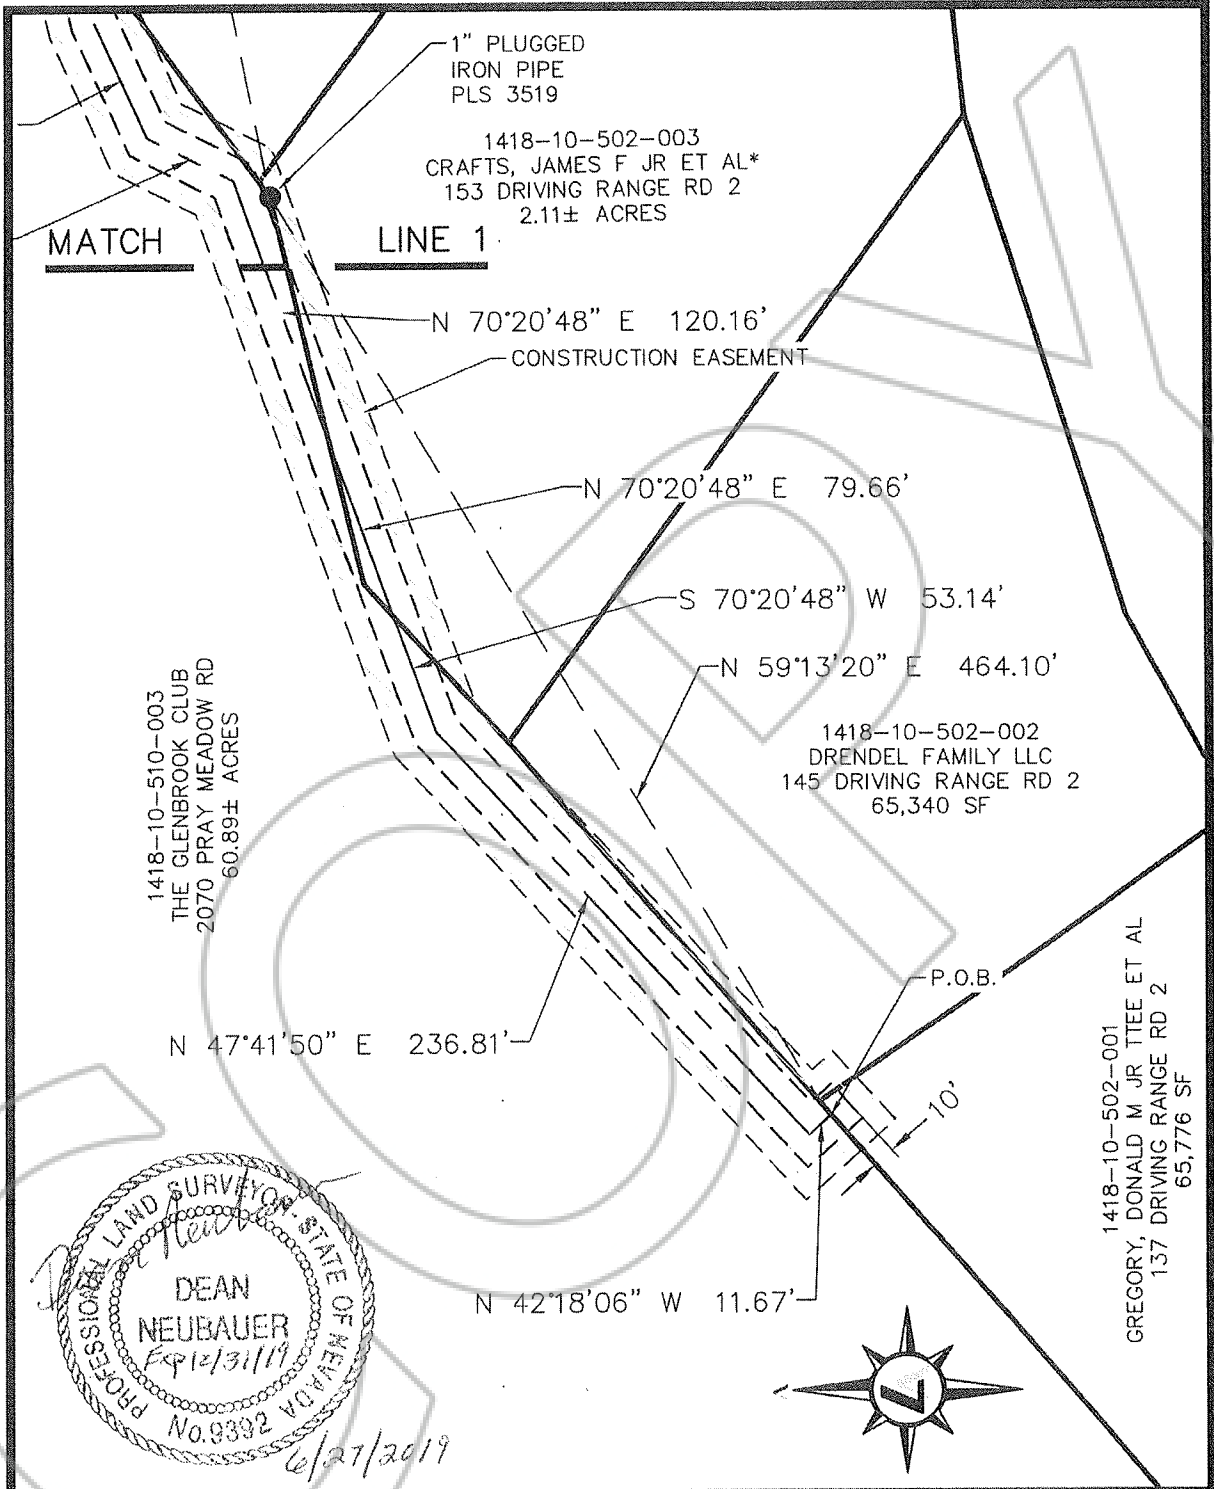 1" PLUGGED
IRON PIPE
PLS 3519
1418-10-502-003
CRAFTS, JAMES F JR ET AL*
153 DRIVING RANGE RD 2
2.11± ACRES
MATCH LINE 1
N 70°20'48" E 120.16'
CONSTRUCTION EASEMENT
N 70°20'48" E 79.66'
S 70°20'48" W 53.14'
N 59°13'20" E 464.10'
1418-10-502-002
DRENDEL FAMILY LLC
145 DRIVING RANGE RD 2
65,340 SF
1418-10-510-003
THE GLENBROOK CLUB
2070 PRAY MEADOW RD
60.89± ACRES
P.O.B.
N 47°41'50" E 236.81'
10'
1418-10-502-001
GREGORY, DONALD M JR TTEE ET AL
137 DRIVING RANGE RD 2
65,776 SF
N 42°18'06" W 11.67'
PROFESSIONAL LAND SURVEYOR-STATE OF NEVADA
DEAN
NEUBAUER
Exp 12/31/19
No.9392
6/27/2019
Z
COPY